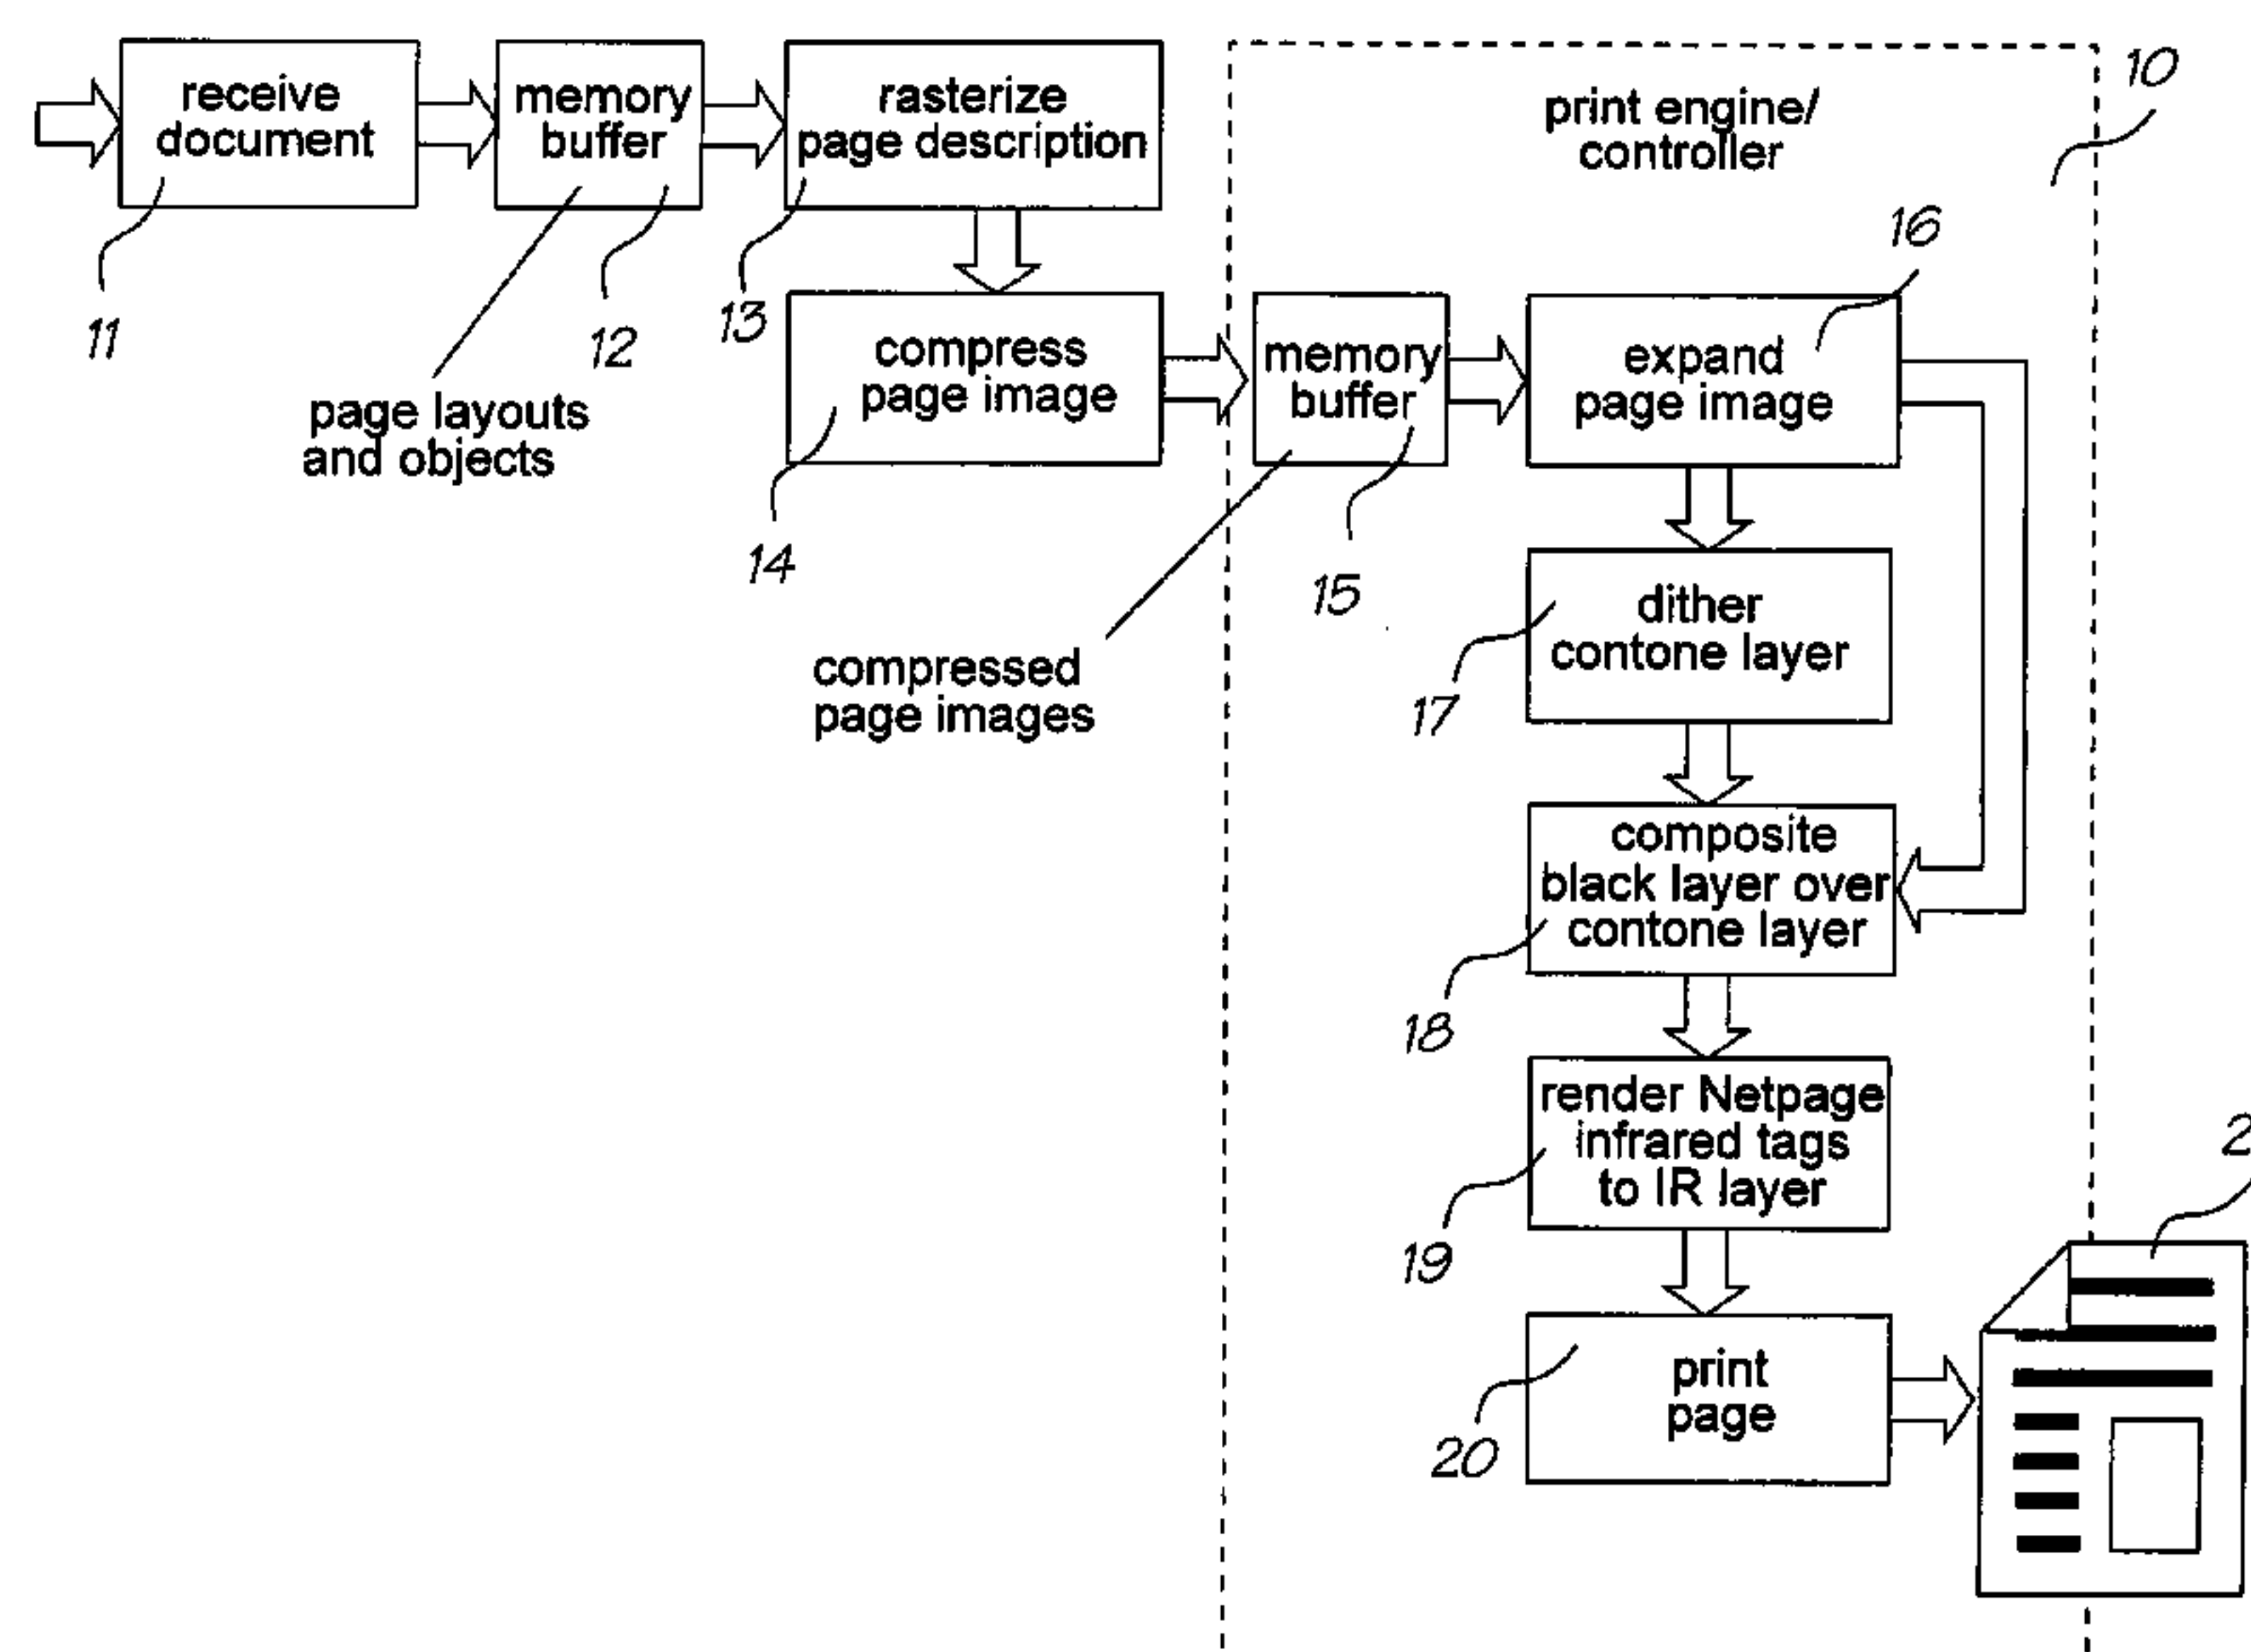 receive
document
11
memory
buffer
12
page layouts
and objects
rasterize
page description
13
compress
page image
14
print engine/
controller
10
memory
buffer
15
compressed
page images
expand
page image
16
dither
contone layer
17
composite
black layer over
contone layer
18
render Netpage
infrared tags
to IR layer
19
print
page
20